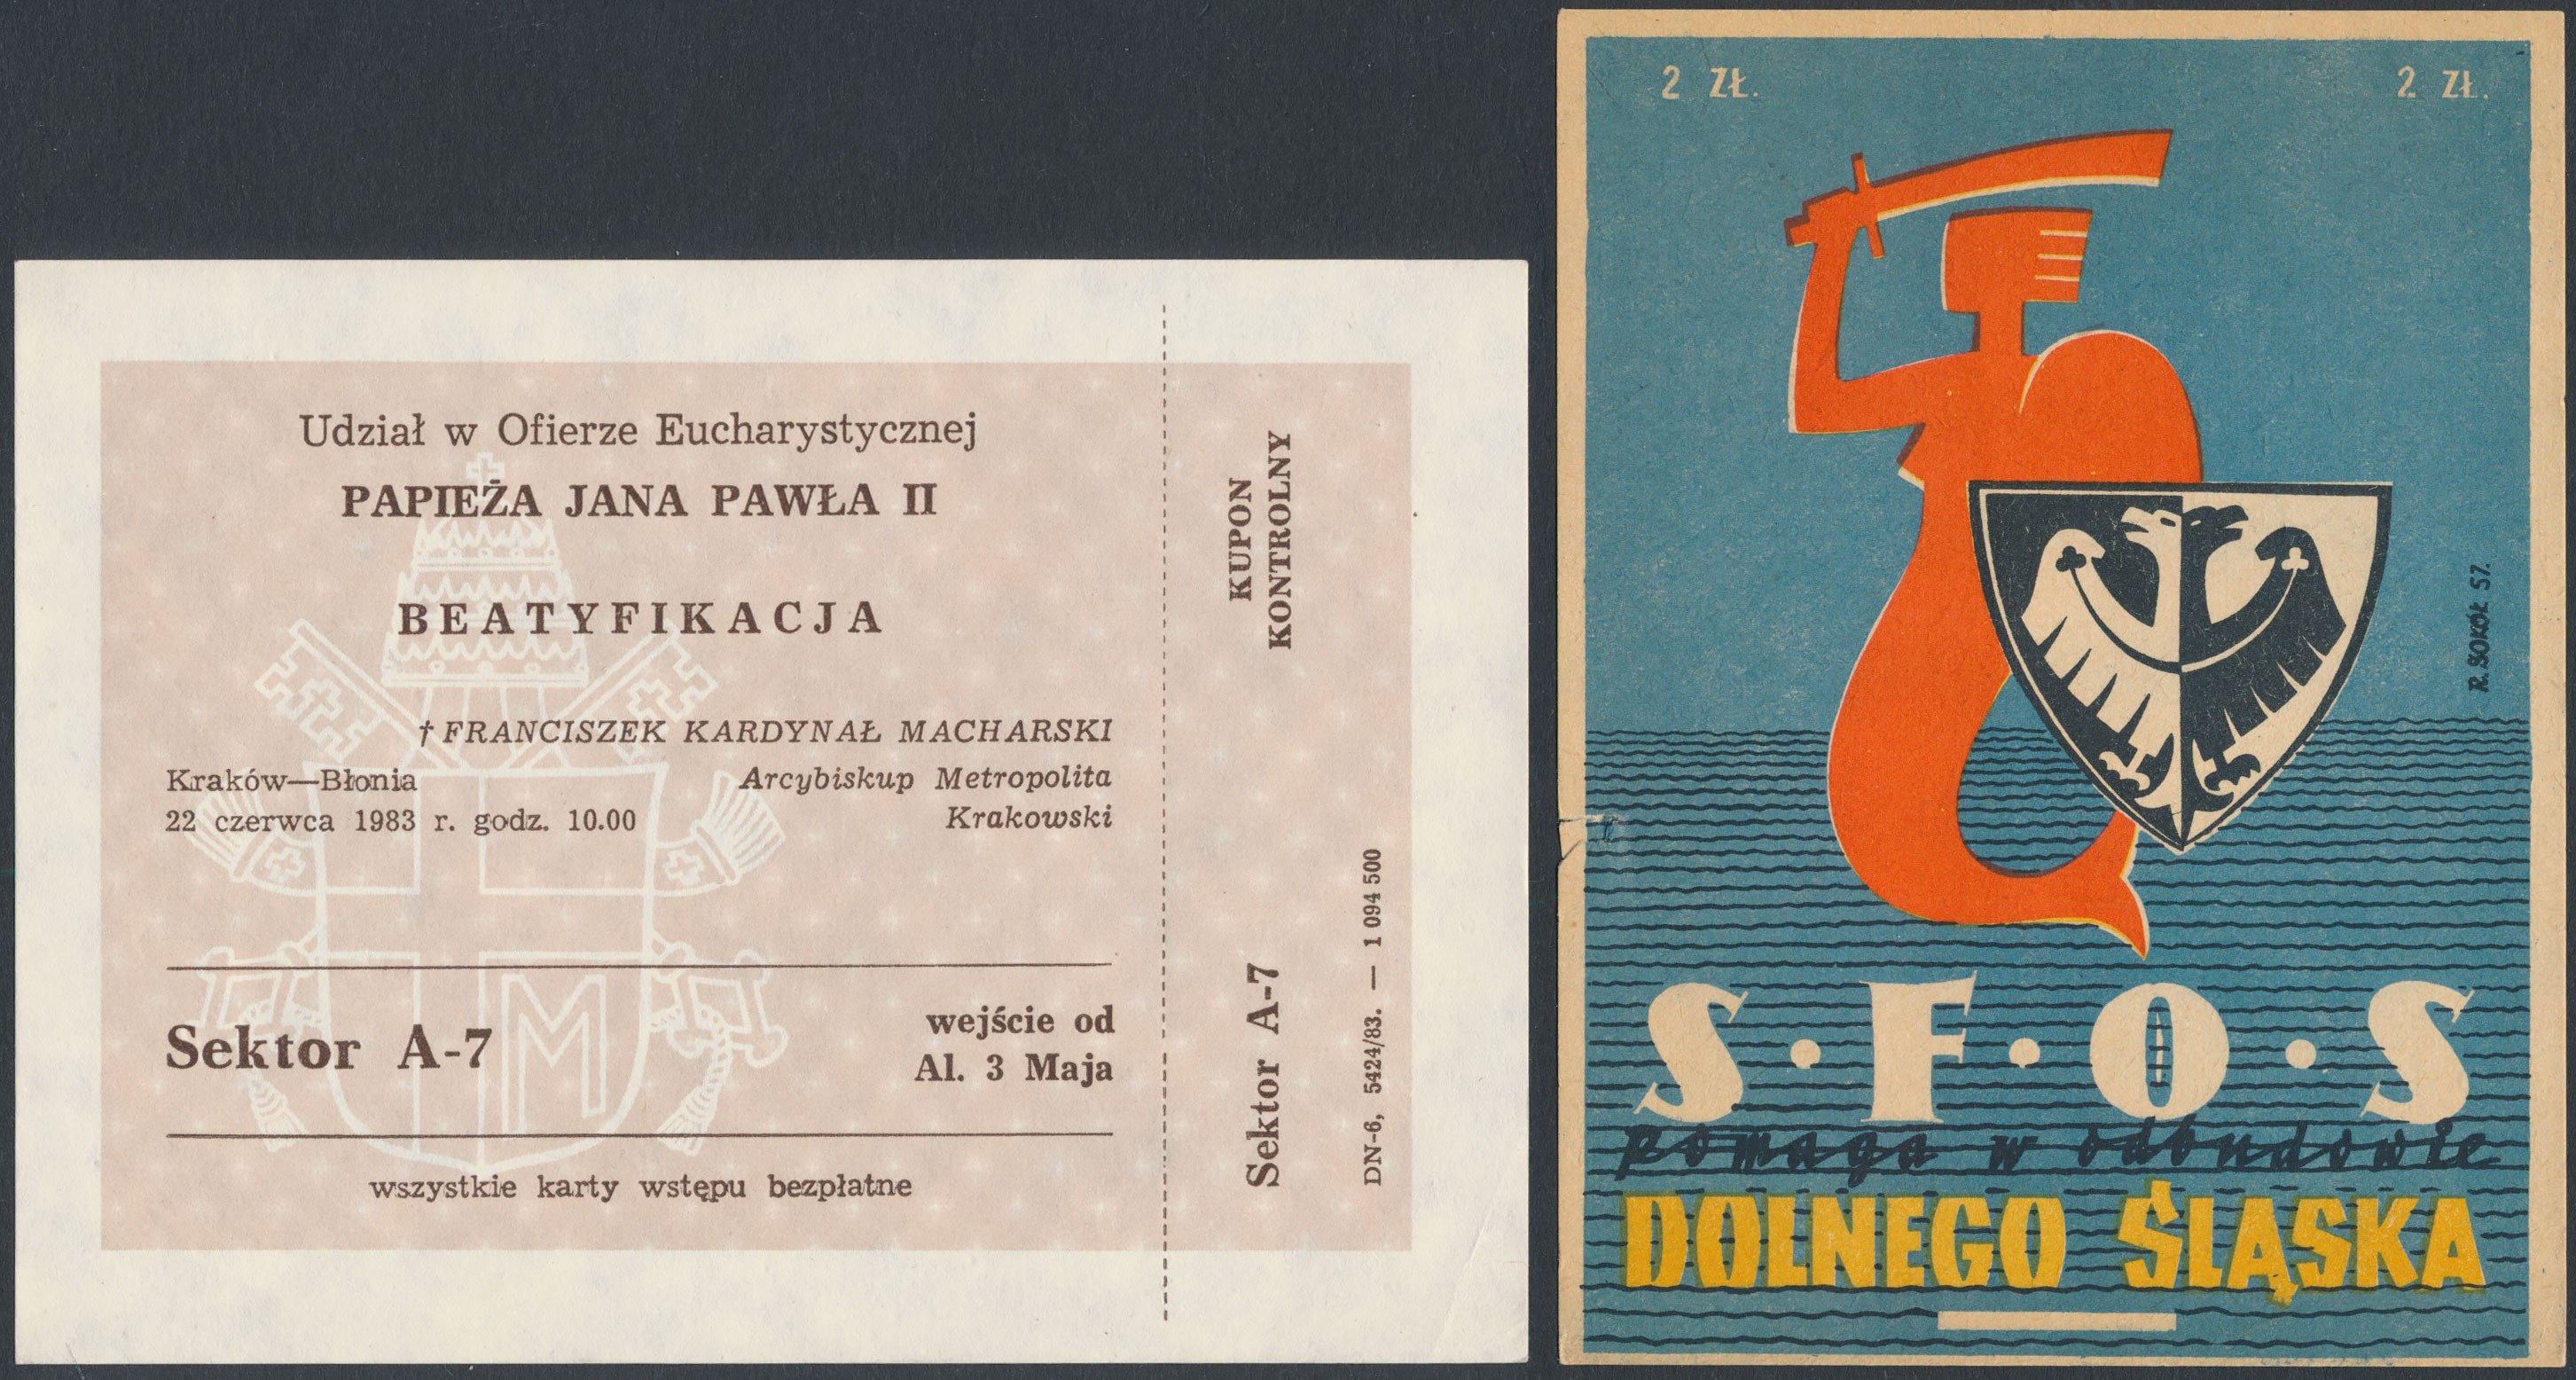 Udział w Ofierze Eucharystycznej
PAPIEŻA JANA PAWŁA II
BEATYFIKACJA
† FRANCISZEK KARDYNAŁ MACHARSKI
Arcybiskup Metropolita
Krakowski
Kraków—Błonia
22 czerwca 1983 r. godz. 10.00
Sektor A-7
wejście od
Al. 3 Maja
wszystkie karty wstępu bezpłatne
KUPON
KONTROLNY
Sektor A-7
DN-6, 5424/83. — 1 094 500
M
2 ZŁ.
2 ZŁ.
R. SOKÓŁ 57.
S·F·O·S
pomaga w odbudowie
DOLNEGO ŚLĄSKA